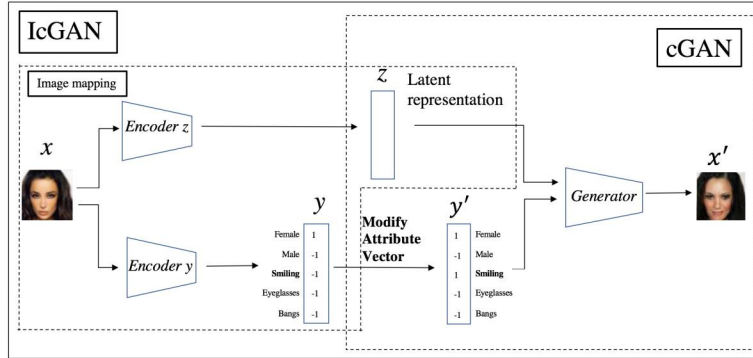 IcGAN
cGAN
Image mapping
z
Latent
representation
Encoder z
x
x′
Generator
y
Modify
Attribute
Vector
y′
Encoder y
Female 1
Male -1
Smiling -1
Eyeglasses -1
Bangs -1
1 Female
-1 Male
1 Smiling
-1 Eyeglasses
-1 Bangs